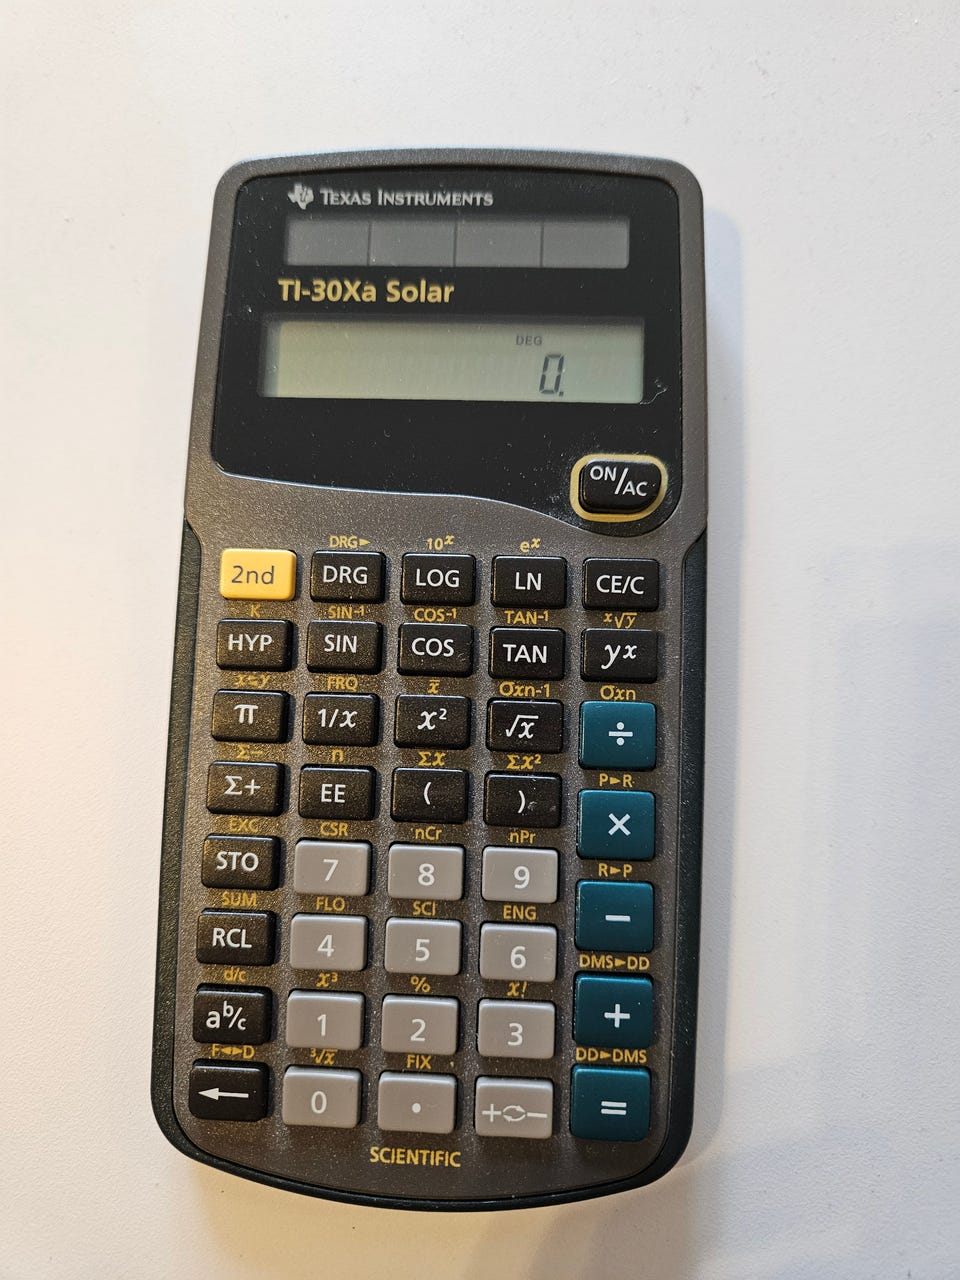 TEXAS INSTRUMENTS
TI-30Xa Solar
DEG
0.
ON/AC
DRG► 10ˣ eˣ
2nd DRG LOG LN CE/C
K SIN-1 COS-1 TAN-1 ˣ√y
HYP SIN COS TAN yˣ
x≒y FRQ x̄ σxn-1 σxn
π 1/x x² √x ÷
Σ- n Σx Σx² P►R
Σ+ EE ( ) ×
EXC CSR nCr nPr R►P
STO 7 8 9 −
SUM FLO SCI ENG DMS►DD
RCL 4 5 6 +
d/c x³ % x! DD►DMS
aᵇ/c 1 2 3 =
F◄►D ³√x FIX
← 0 . +⇆−
SCIENTIFIC